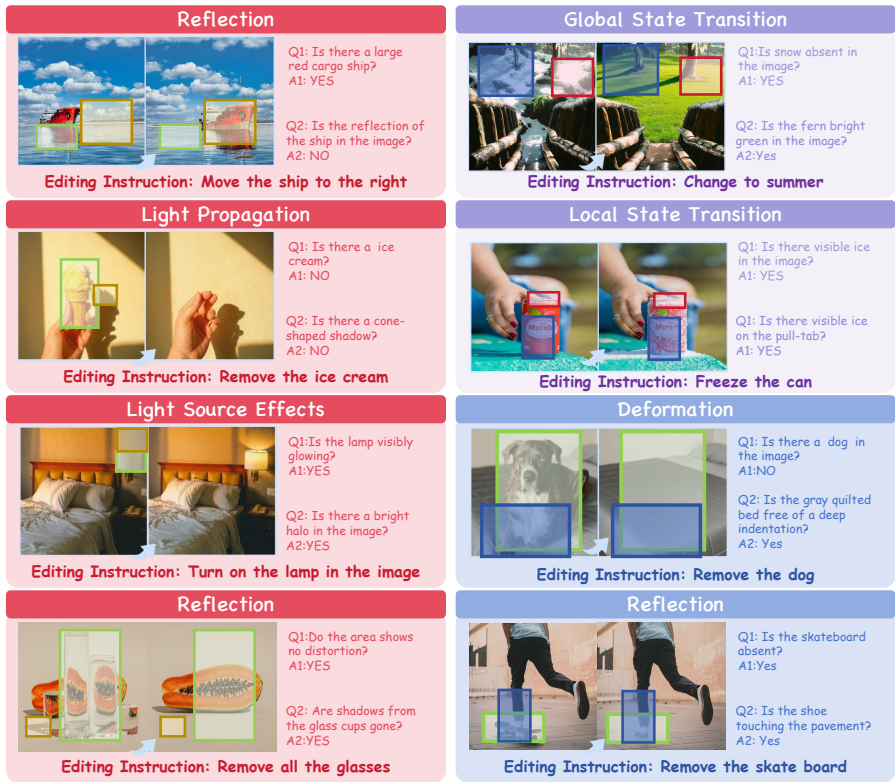 Reflection
Q1: Is there a large
red cargo ship?
A1: YES
Q2: Is the reflection of
the ship in the image?
A2: NO
Editing Instruction: Move the ship to the right
Global State Transition
Q1:Is snow absent in
the image?
A1: YES
Q2: Is the fern bright
green in the image?
A2:Yes
Editing Instruction: Change to summer
Light Propagation
Q1: Is there a ice
cream?
A1: NO
Q2: Is there a cone-
shaped shadow?
A2: NO
Editing Instruction: Remove the ice cream
Local State Transition
Q1: Is there visible ice
in the image?
A1: YES
Q1: Is there visible ice
on the pull-tab?
A1: YES
Editing Instruction: Freeze the can
Light Source Effects
Q1:Is the lamp visibly
glowing?
A1:YES
Q2: Is there a bright
halo in the image?
A2:YES
Editing Instruction: Turn on the lamp in the image
Deformation
Q1: Is there a dog in
the image?
A1:NO
Q2: Is the gray quilted
bed free of a deep
indentation?
A2: Yes
Editing Instruction: Remove the dog
Reflection
Q1:Do the area shows
no distortion?
A1:YES
Q2: Are shadows from
the glass cups gone?
A2:YES
Editing Instruction: Remove all the glasses
Reflection
Q1: Is the skateboard
absent?
A1:Yes
Q2: Is the shoe
touching the pavement?
A2: Yes
Editing Instruction: Remove the skate board